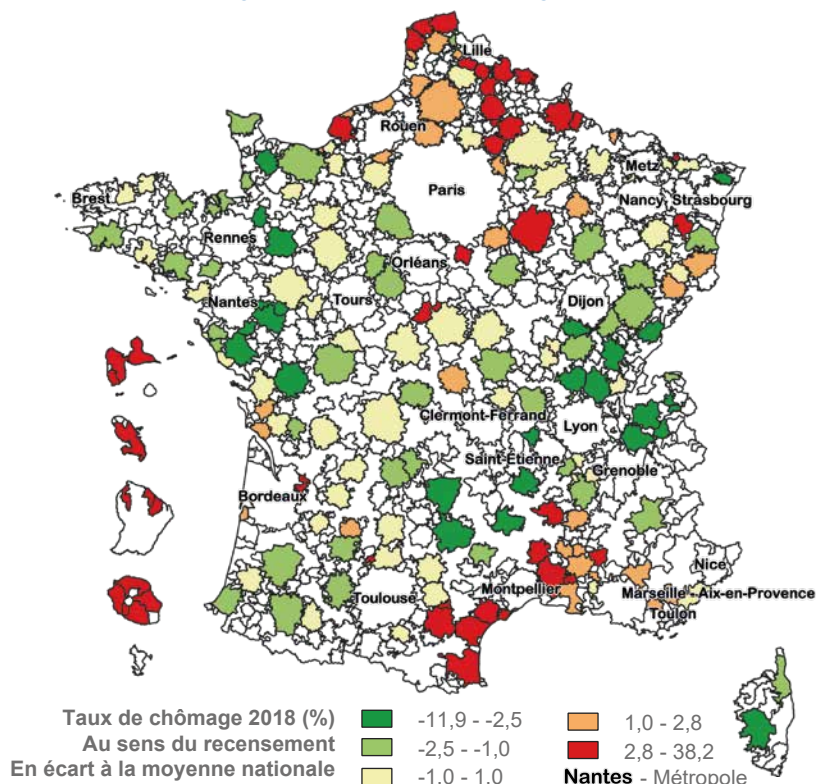 Lille
Rouen
Metz
Paris
Brest
Nancy
Strasbourg
Rennes
Orléans
Nantes
Tours
Dijon
Clermont-Ferrand
Lyon
Saint-Etienne
Grenoble
Bordeaux
Nice
Montpellier
Marseille - Aix-en-Provence
Toulouse
Toulon
Taux de chômage 2018 (%)
Au sens du recensement
En écart à la moyenne nationale
-11,9 - -2,5
-2,5 - -1,0
-1,0 - 1,0
1,0 - 2,8
2,8 - 38,2
Nantes - Métropole